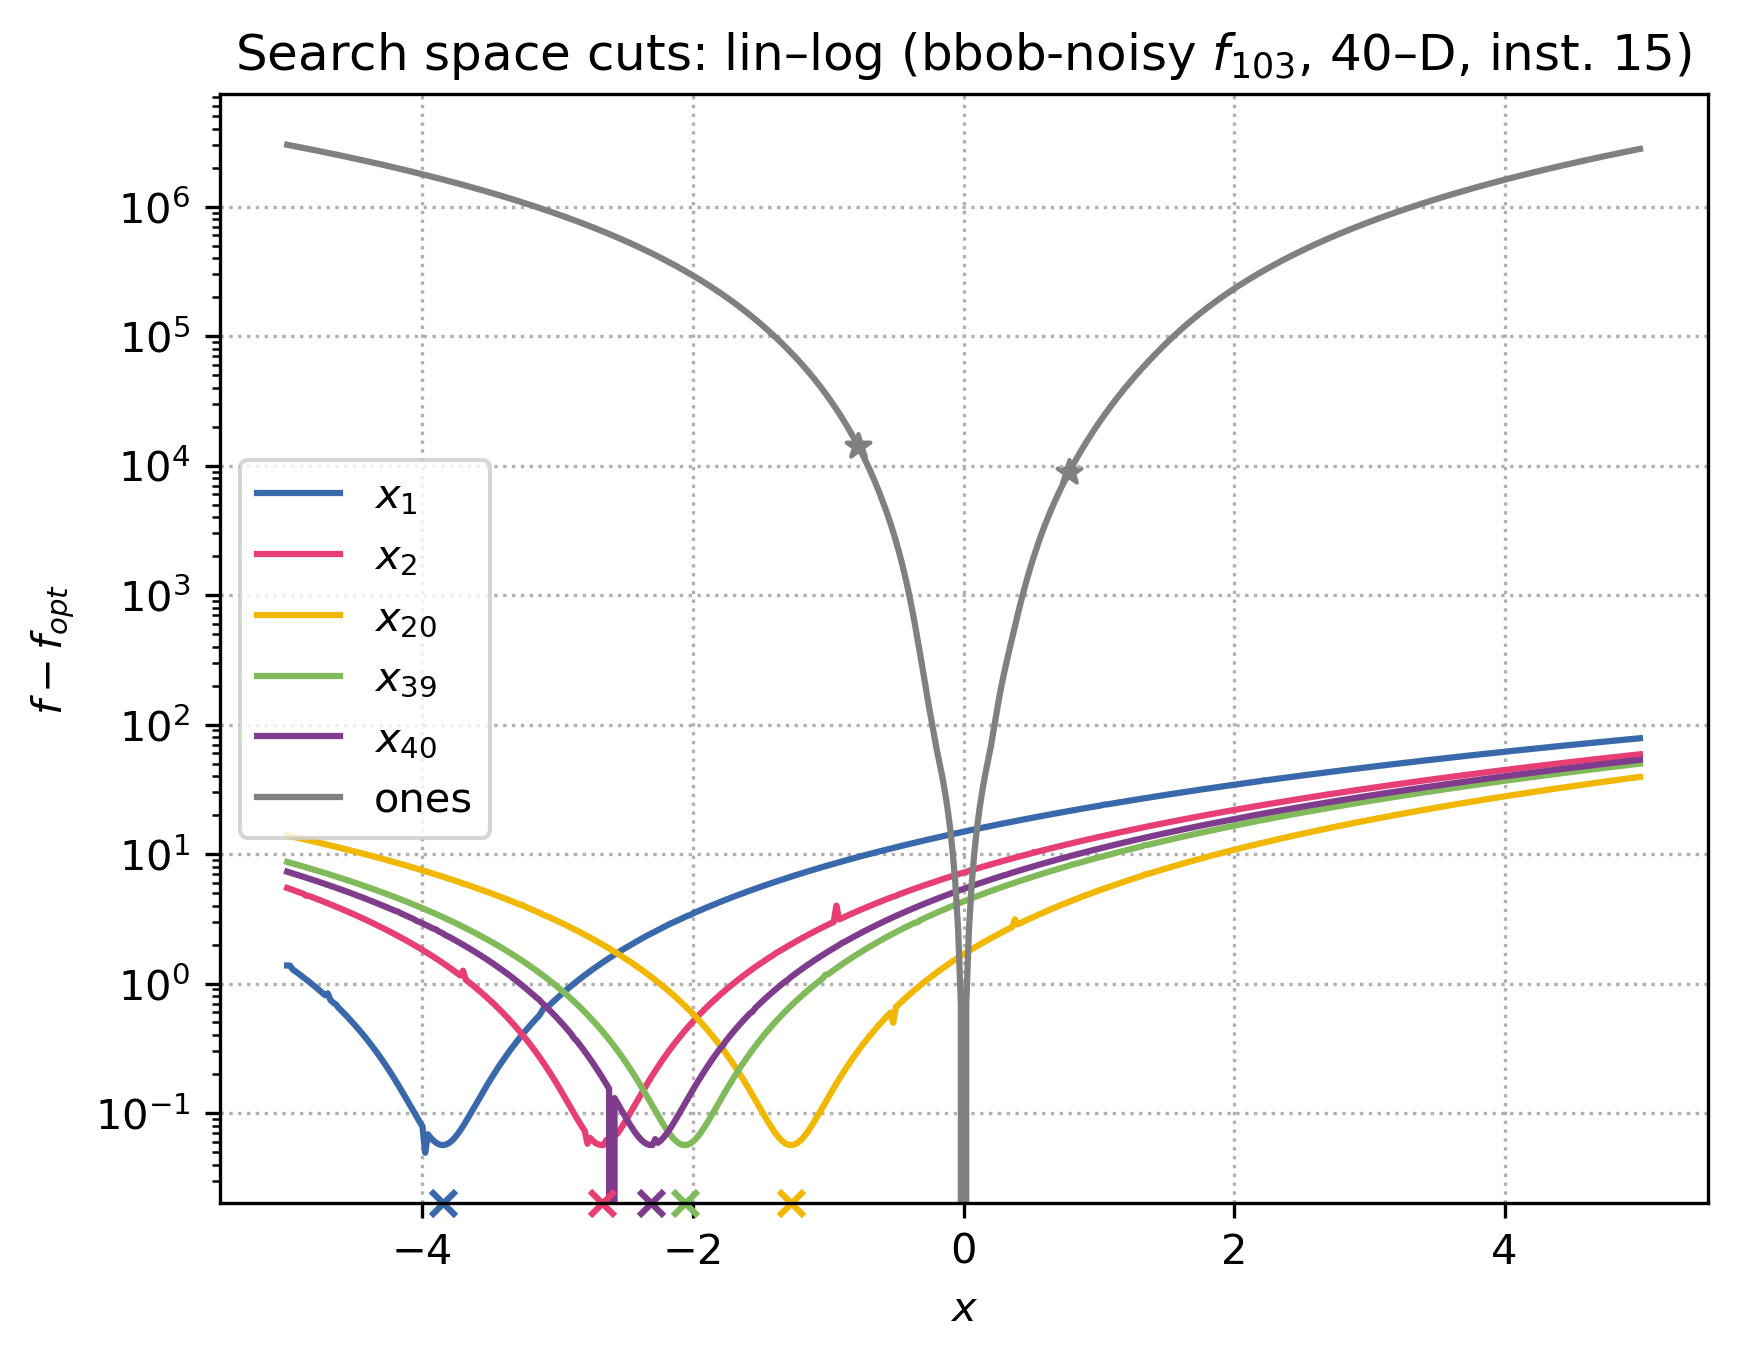 Search space cuts: lin–log (bbob-noisy f103, 40–D, inst. 15)
10^6
10^5
10^4
10^3
10^2
10^1
10^0
10^−1
f − fopt
x1
x2
x20
x39
x40
ones
−4 −2 0 2 4
x